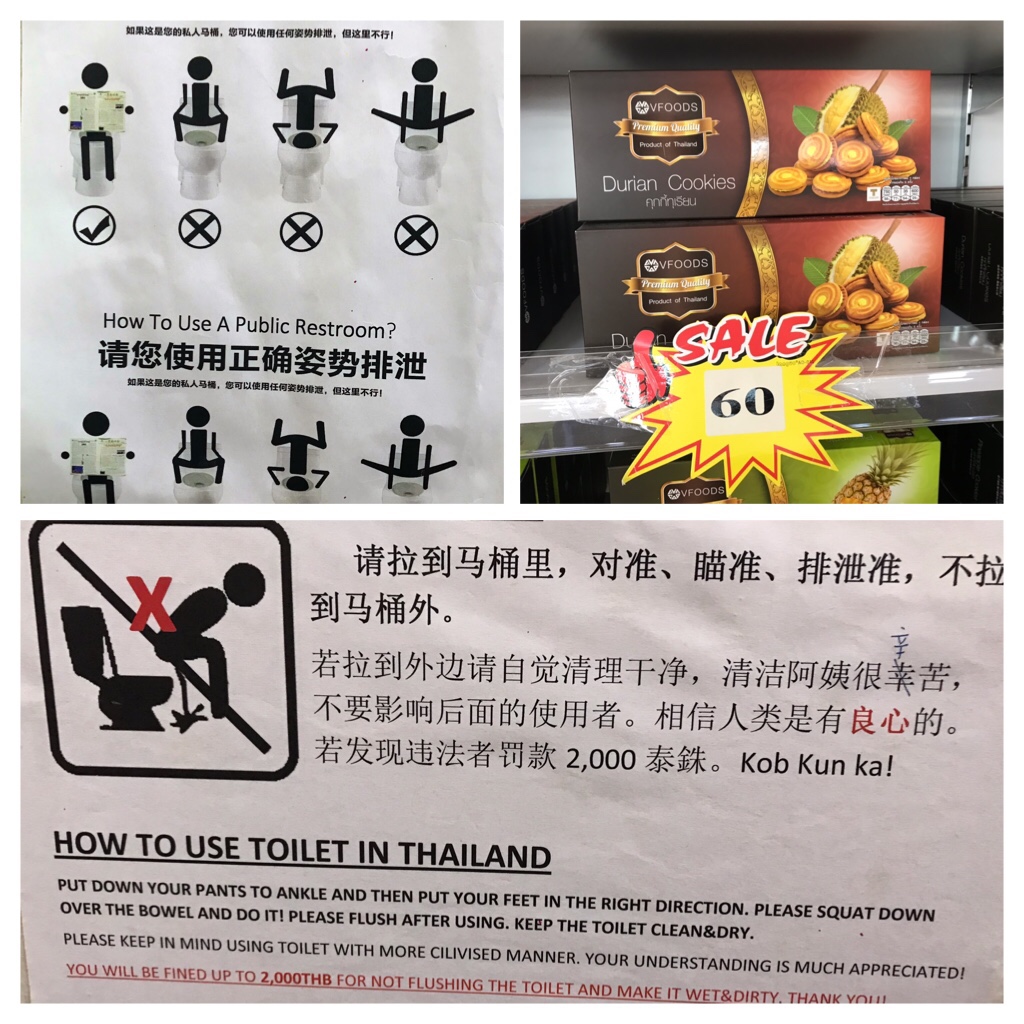 如果这是您的私人马桶，您可以使用任何姿势排泄，但这里不行！
How To Use A Public Restroom?
请您使用正确姿势排泄
如果这是您的私人马桶，您可以使用任何姿势排泄，但这里不行！
VFOODS
Premium Quality
Product of Thailand
Durian Cookies
คุกกี้ทุเรียน
VFOODS
Premium Quality
Product of Thailand
SALE
60
VFOODS
X
请拉到马桶里，对准、瞄准、排泄准，不拉
到马桶外。
辛
若拉到外边请自觉清理干净，清洁阿姨很幸苦，
不要影响后面的使用者。相信人类是有良心的。
若发现违法者罚款 2,000 泰銖。Kob Kun ka!
HOW TO USE TOILET IN THAILAND
PUT DOWN YOUR PANTS TO ANKLE AND THEN PUT YOUR FEET IN THE RIGHT DIRECTION. PLEASE SQUAT DOWN
OVER THE BOWEL AND DO IT! PLEASE FLUSH AFTER USING. KEEP THE TOILET CLEAN&DRY.
PLEASE KEEP IN MIND USING TOILET WITH MORE CILIVISED MANNER. YOUR UNDERSTANDING IS MUCH APPRECIATED!
YOU WILL BE FINED UP TO 2,000THB FOR NOT FLUSHING THE TOILET AND MAKE IT WET&DIRTY. THANK YOU!